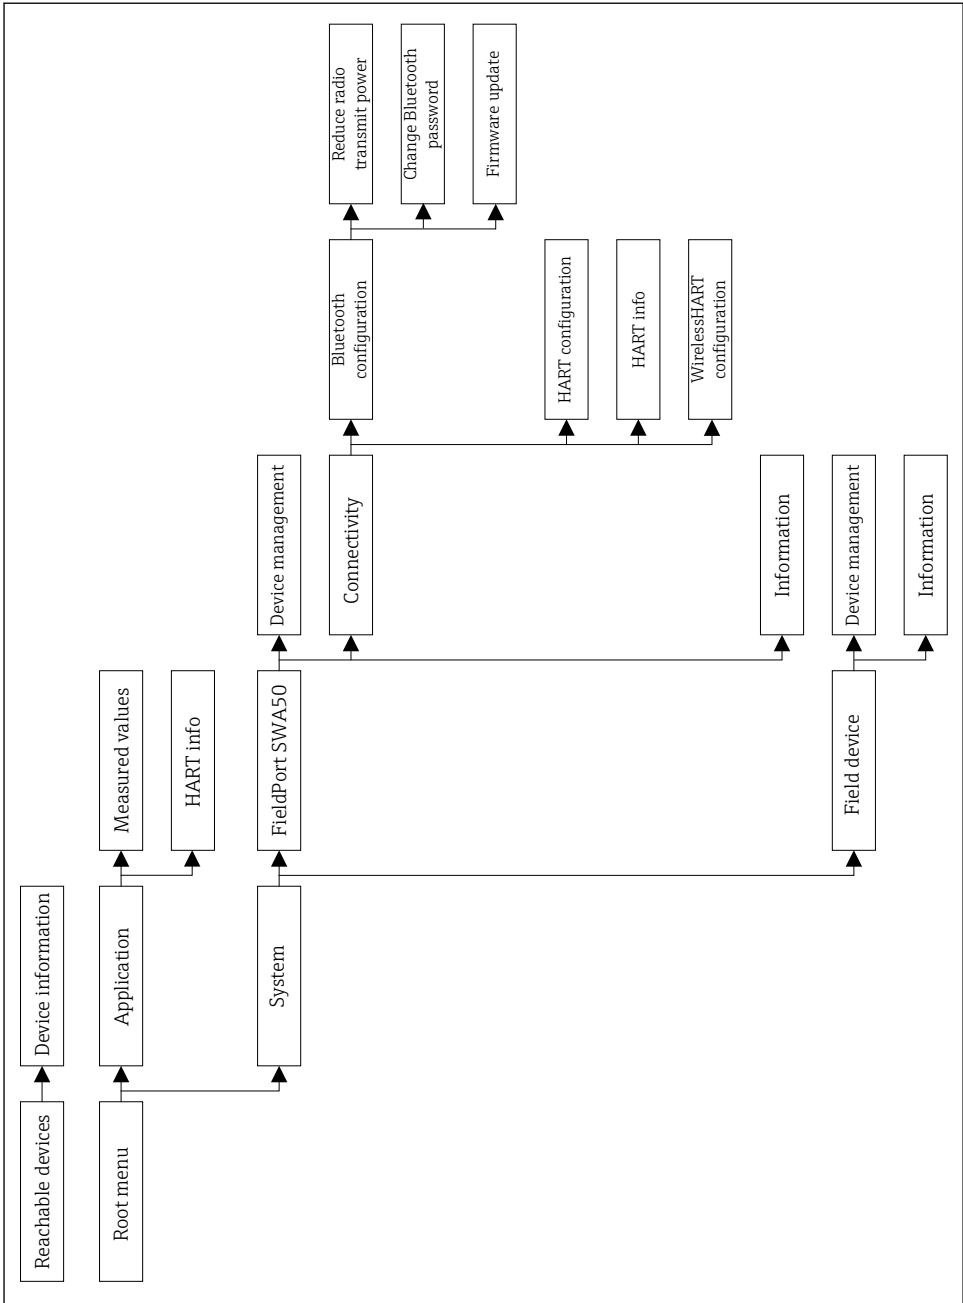 Reachable devices
Device information
Root menu
Application
Measured values
HART info
System
FieldPort SWA50
Device management
Connectivity
Bluetooth
configuration
Reduce radio
transmit power
Change Bluetooth
password
Firmware update
HART configuration
HART info
WirelessHART
configuration
Information
Field device
Device management
Information